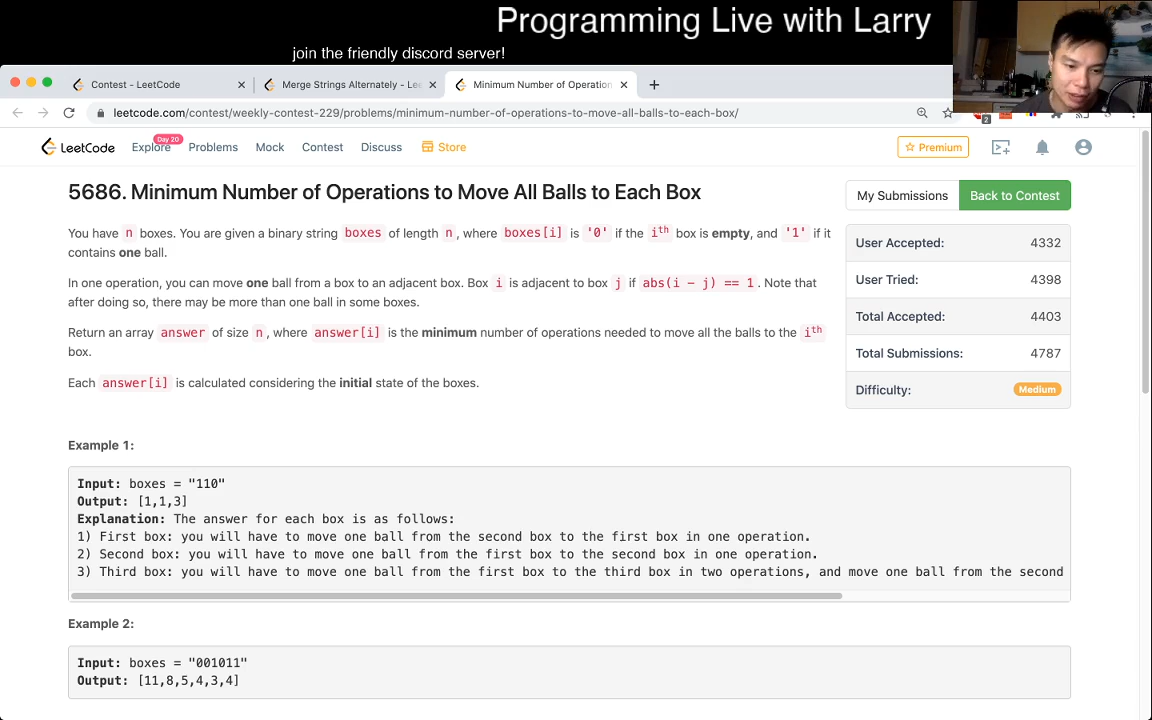 Programming Live with Larry
join the friendly discord server!
Contest - LeetCode
Merge Strings Alternately - Lee
Minimum Number of Operation
leetcode.com/contest/weekly-contest-229/problems/minimum-number-of-operations-to-move-all-balls-to-each-box/
2
LeetCode
Explore
Day 20
Problems
Mock
Contest
Discuss
Store
Premium
5686. Minimum Number of Operations to Move All Balls to Each Box
My Submissions
Back to Contest
You have n boxes. You are given a binary string boxes of length n, where boxes[i] is '0' if the ith box is empty, and '1' if it
contains one ball.
In one operation, you can move one ball from a box to an adjacent box. Box i is adjacent to box j if abs(i - j) == 1. Note that
after doing so, there may be more than one ball in some boxes.
Return an array answer of size n, where answer[i] is the minimum number of operations needed to move all the balls to the ith
box.
Each answer[i] is calculated considering the initial state of the boxes.
User Accepted: 4332
User Tried: 4398
Total Accepted: 4403
Total Submissions: 4787
Difficulty: Medium
Example 1:
Input: boxes = "110"
Output: [1,1,3]
Explanation: The answer for each box is as follows:
1) First box: you will have to move one ball from the second box to the first box in one operation.
2) Second box: you will have to move one ball from the first box to the second box in one operation.
3) Third box: you will have to move one ball from the first box to the third box in two operations, and move one ball from the second
Example 2:
Input: boxes = "001011"
Output: [11,8,5,4,3,4]